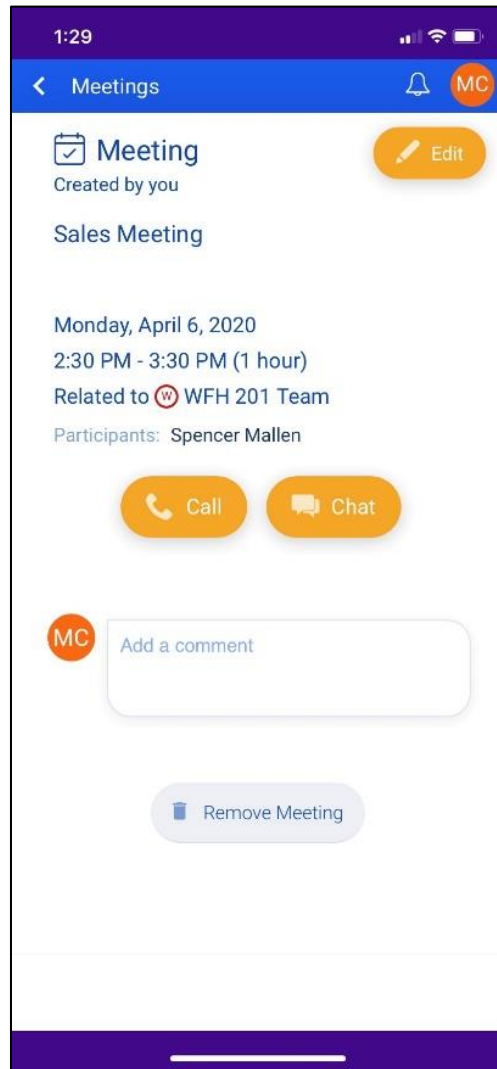 1:29
Meetings
MC
Meeting
Edit
Created by you
Sales Meeting
Monday, April 6, 2020
2:30 PM - 3:30 PM (1 hour)
Related to W WFH 201 Team
Participants: Spencer Mallen
Call
Chat
MC
Add a comment
Remove Meeting